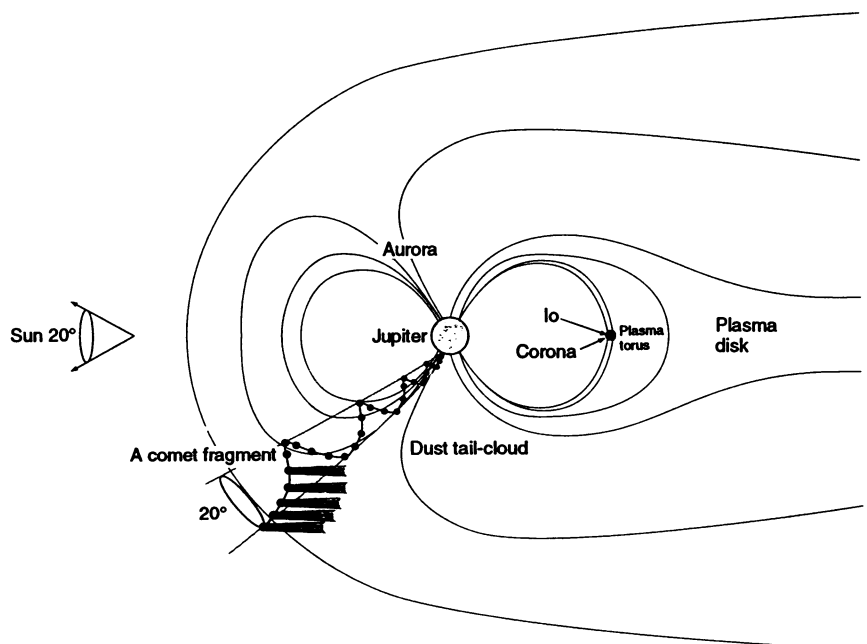 Aurora
Sun 20°
Jupiter
Io
Corona
Plasma
torus
Plasma
disk
A comet fragment
Dust tail-cloud
20°